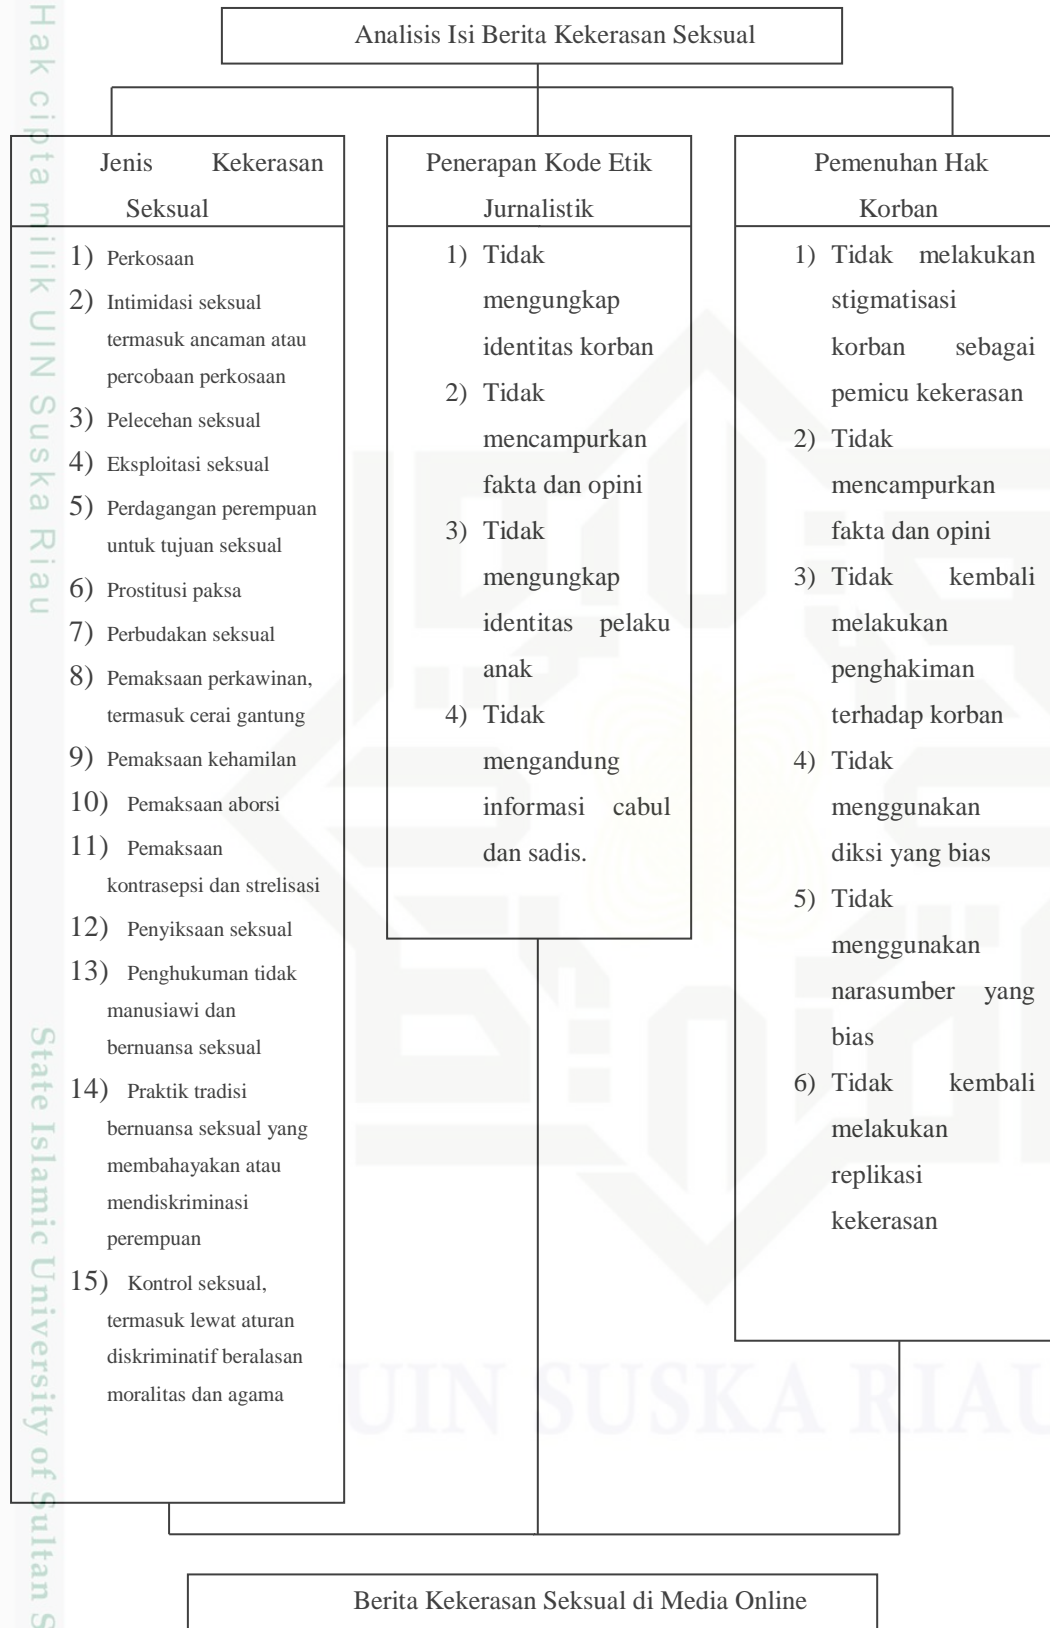 Analisis Isi Berita Kekerasan Seksual
Jenis Kekerasan
Seksual
1) Perkosaan
2) Intimidasi seksual
termasuk ancaman atau
percobaan perkosaan
3) Pelecehan seksual
4) Eksploitasi seksual
5) Perdagangan perempuan
untuk tujuan seksual
6) Prostitusi paksa
7) Perbudakan seksual
8) Pemaksaan perkawinan,
termasuk cerai gantung
9) Pemaksaan kehamilan
10) Pemaksaan aborsi
11) Pemaksaan
kontrasepsi dan strelisasi
12) Penyiksaan seksual
13) Penghukuman tidak
manusiawi dan
bernuansa seksual
14) Praktik tradisi
bernuansa seksual yang
membahayakan atau
mendiskriminasi
perempuan
15) Kontrol seksual,
termasuk lewat aturan
diskriminatif beralasan
moralitas dan agama
Penerapan Kode Etik
Jurnalistik
1) Tidak
mengungkap
identitas korban
2) Tidak
mencampurkan
fakta dan opini
3) Tidak
mengungkap
identitas pelaku
anak
4) Tidak
mengandung
informasi cabul
dan sadis.
Pemenuhan Hak
Korban
1) Tidak melakukan
stigmatisasi
korban sebagai
pemicu kekerasan
2) Tidak
mencampurkan
fakta dan opini
3) Tidak kembali
melakukan
penghakiman
terhadap korban
4) Tidak
menggunakan
diksi yang bias
5) Tidak
menggunakan
narasumber yang
bias
6) Tidak kembali
melakukan
replikasi
kekerasan
Berita Kekerasan Seksual di Media Online
Hak cipta milik UIN Suska Riau
State Islamic University of Sultan S
UIN SUSKA RIAU